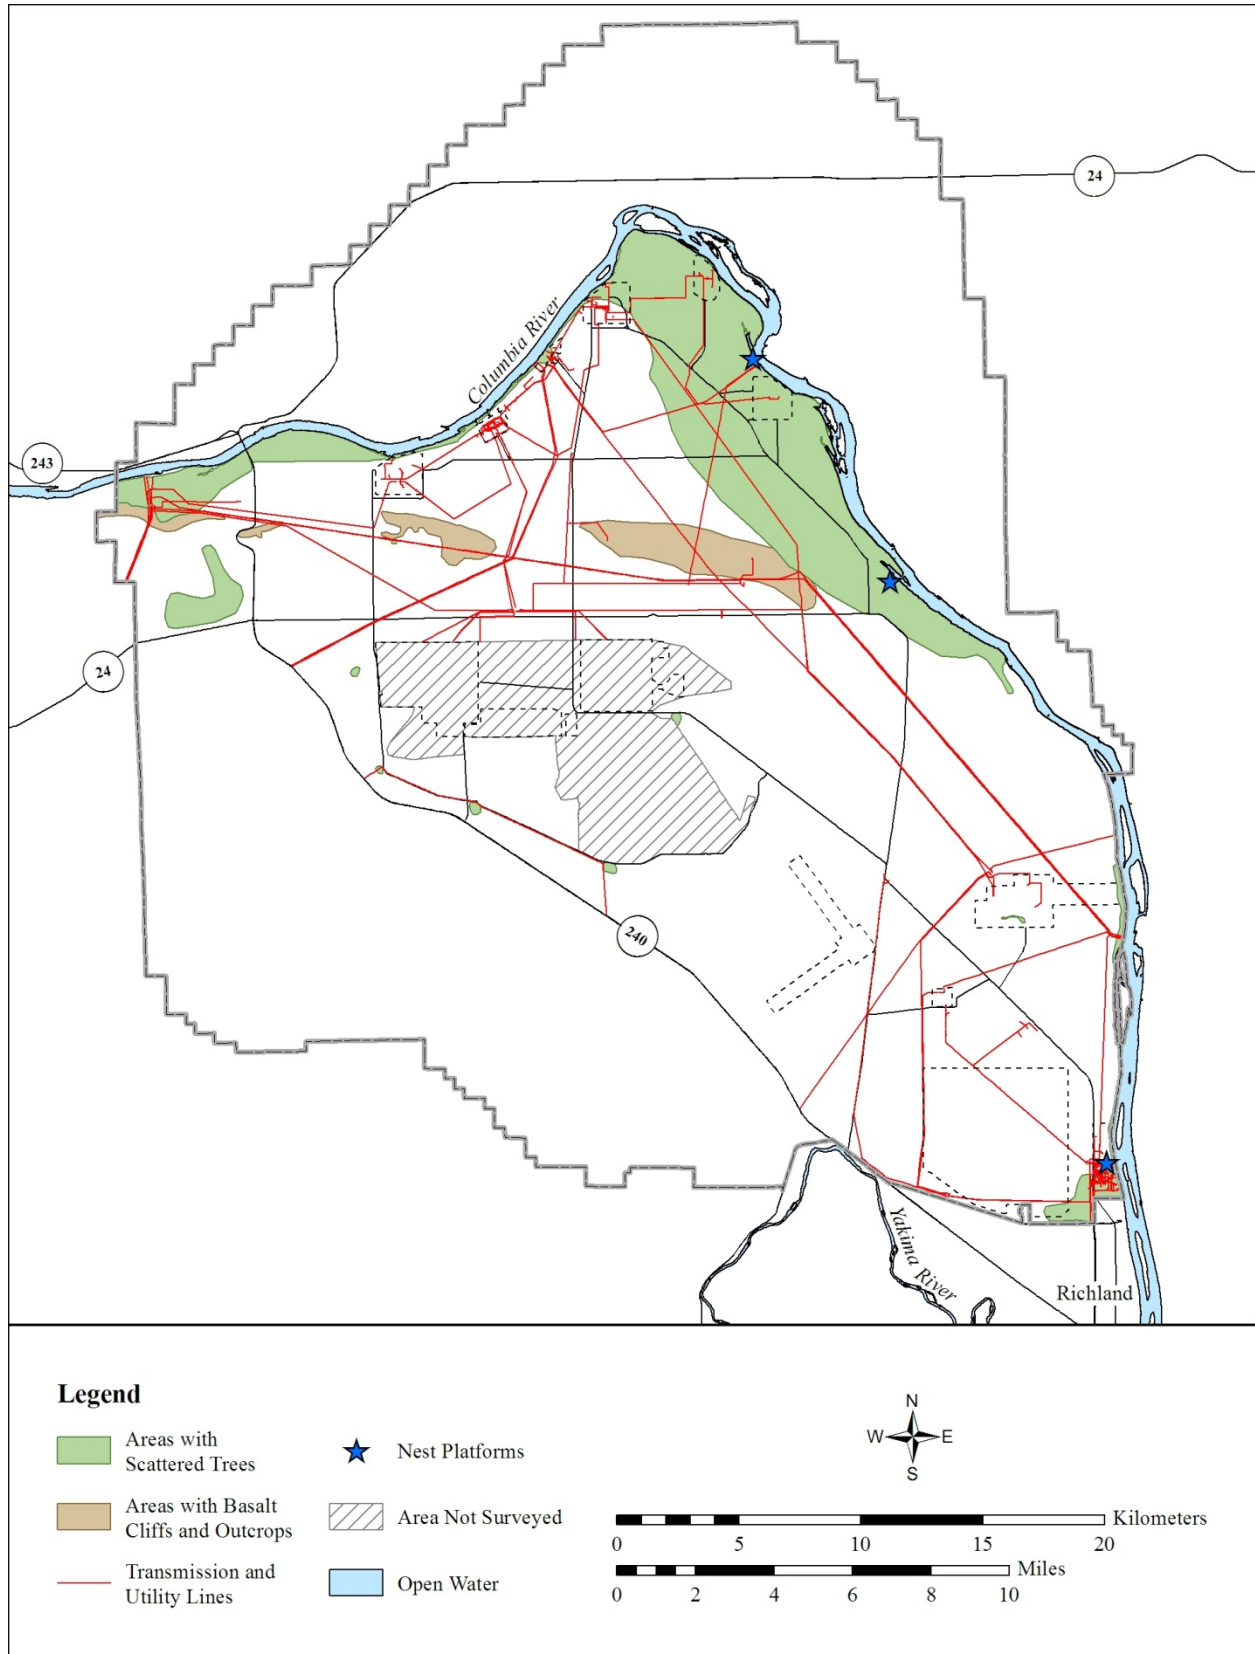 24
Columbia River
243
24
240
Yakima River
Richland
Legend
Areas with
Scattered Trees
Nest Platforms
Areas with Basalt
Cliffs and Outcrops
Area Not Surveyed
Transmission and
Utility Lines
Open Water
N
W E
S
Kilometers
0 5 10 15 20
Miles
0 2 4 6 8 10